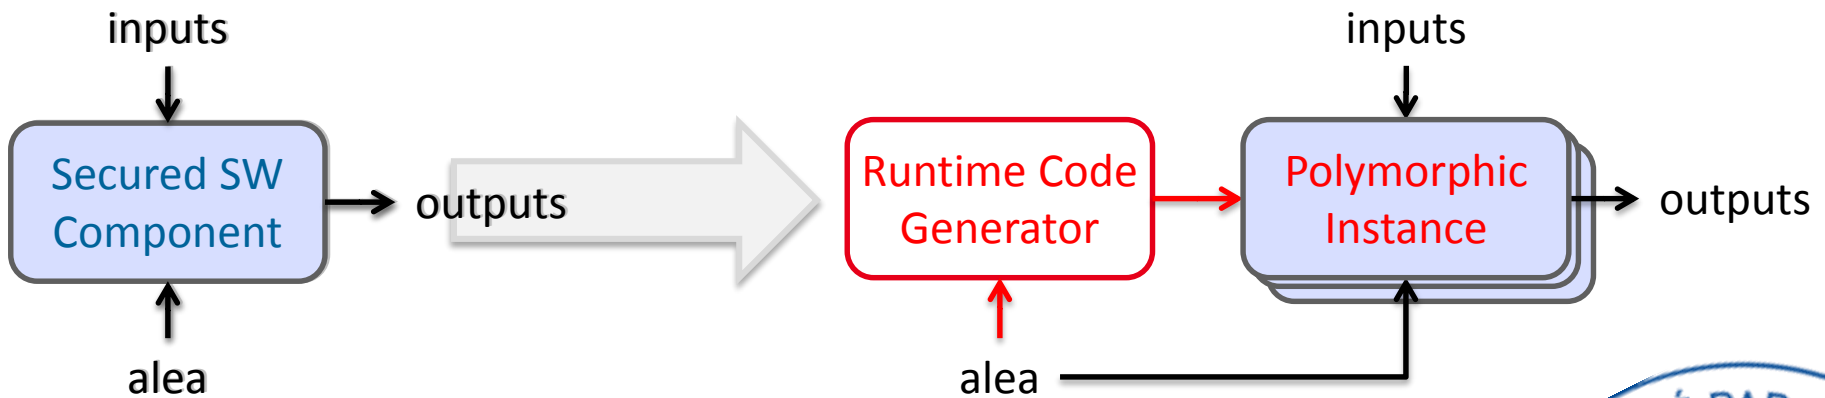 inputs
Secured SW
Component
outputs
alea
Runtime Code
Generator
alea
inputs
Polymorphic
Instance
outputs